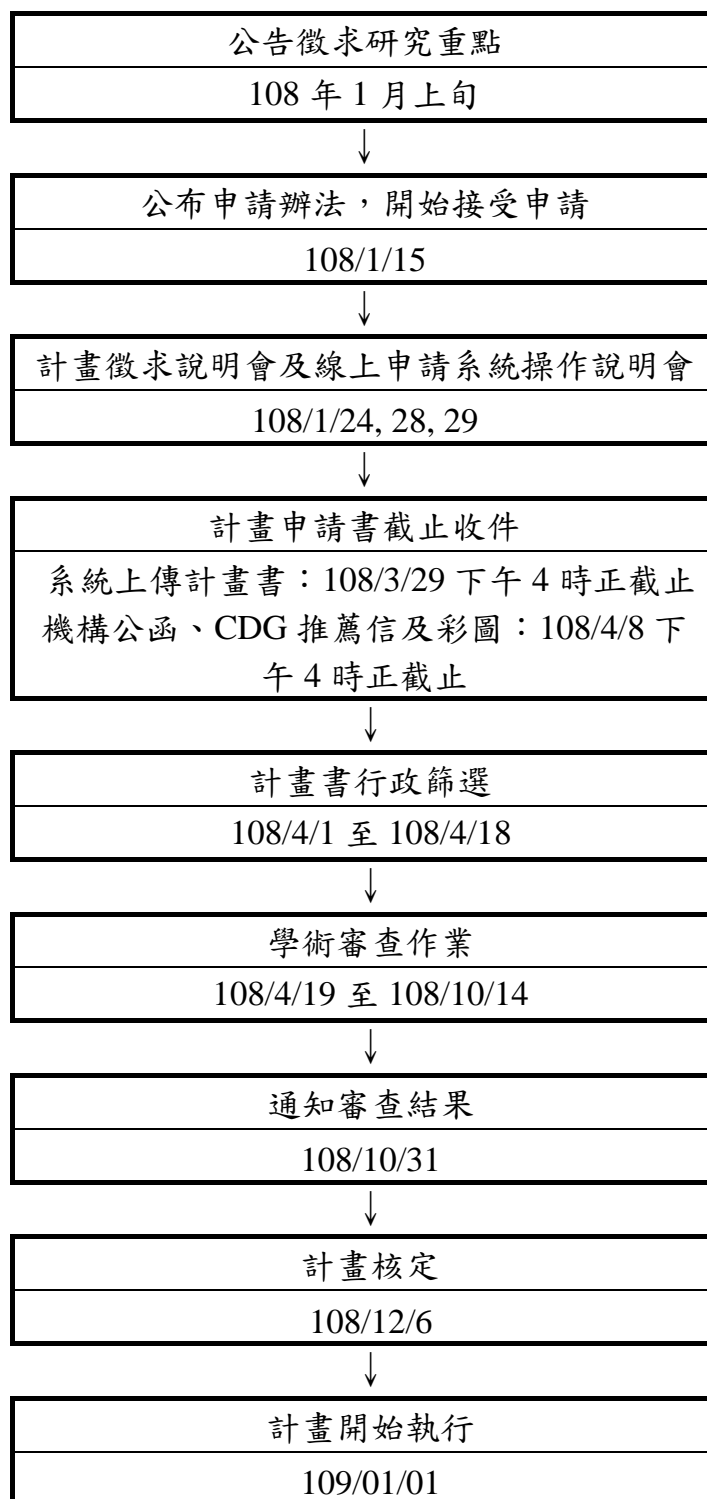 公告徵求研究重點
108 年 1 月上旬
↓
公布申請辦法，開始接受申請
108/1/15
↓
計畫徵求說明會及線上申請系統操作說明會
108/1/24, 28, 29
↓
計畫申請書截止收件
系統上傳計畫書：108/3/29 下午 4 時正截止
機構公函、CDG 推薦信及彩圖：108/4/8 下
午 4 時正截止
↓
計畫書行政篩選
108/4/1 至 108/4/18
↓
學術審查作業
108/4/19 至 108/10/14
↓
通知審查結果
108/10/31
↓
計畫核定
108/12/6
↓
計畫開始執行
109/01/01